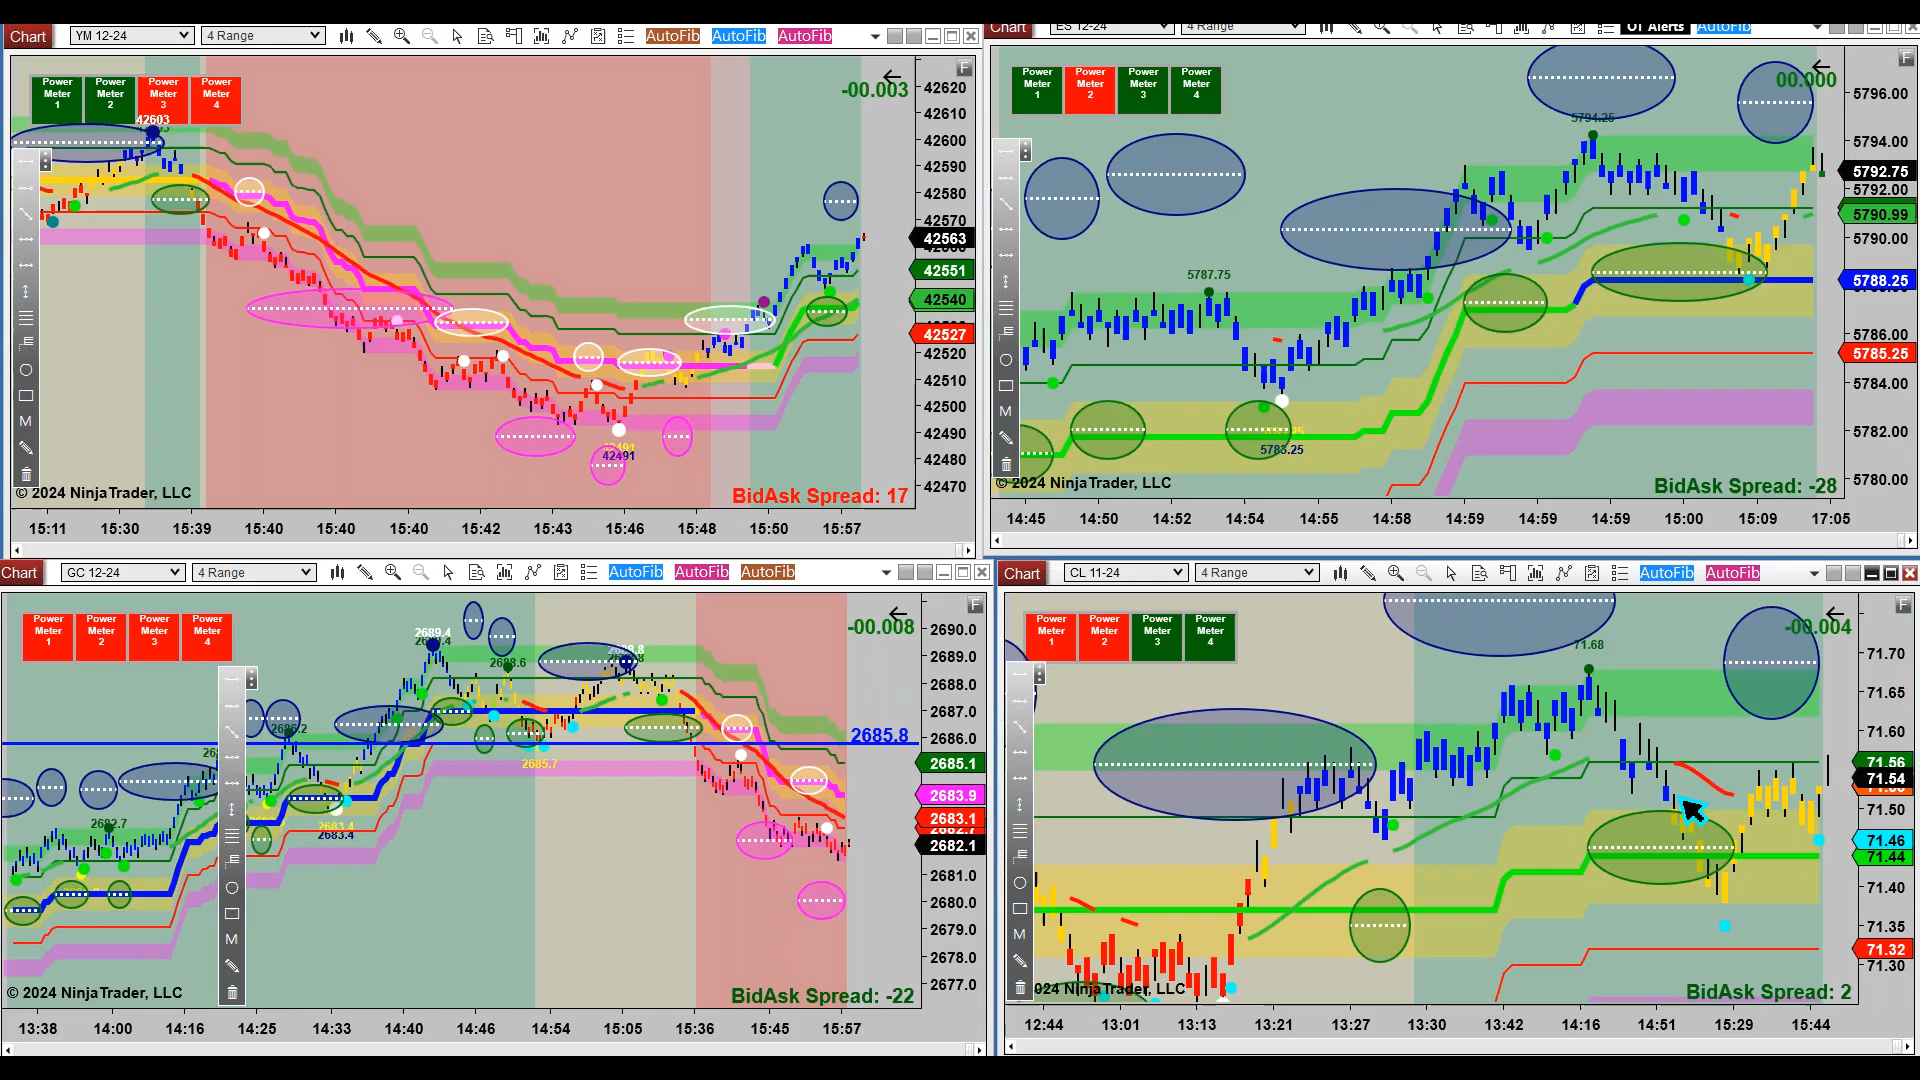 Chart YM 12-24 4 Range AutoFib AutoFib AutoFib
Power Meter 1 Power Meter 2 Power Meter 3 Power Meter 4
F
-00.003
42603
42491
42620
42610
42600
42590
42580
42570
42563
42551
42540
42527
42520
42510
42500
42490
42480
42470
M
© 2024 NinjaTrader, LLC
BidAsk Spread: 17
15:11 15:30 15:39 15:40 15:40 15:40 15:42 15:43 15:46 15:48 15:50 15:57
Chart ES 12-24 4 Range OT Alerts AutoFib
Power Meter 1 Power Meter 2 Power Meter 3 Power Meter 4
F
00.000
5794.25
5787.75
5783.25
5796.00
5794.00
5792.75
5792.00
5790.99
5790.00
5788.25
5786.00
5785.25
5784.00
5782.00
5780.00
M
© 2024 NinjaTrader, LLC
BidAsk Spread: -28
14:45 14:50 14:52 14:54 14:55 14:58 14:59 14:59 14:59 15:00 15:09 17:05
Chart GC 12-24 4 Range AutoFib AutoFib AutoFib
Power Meter 1 Power Meter 2 Power Meter 3 Power Meter 4
F
-00.008
2689.4
2688.6
2686.2
2685.8
2685.7
2682.7
2683.4
2683.4
2690.0
2689.0
2688.0
2687.0
2686.0
2685.1
2683.9
2683.1
2682.1
2681.0
2680.0
2679.0
2678.0
2677.0
M
© 2024 NinjaTrader, LLC
BidAsk Spread: -22
13:38 14:00 14:16 14:25 14:33 14:40 14:46 14:54 15:05 15:36 15:45 15:57
Chart CL 11-24 4 Range AutoFib AutoFib
Power Meter 1 Power Meter 2 Power Meter 3 Power Meter 4
F
-00.004
71.68
71.70
71.65
71.60
71.56
71.54
71.50
71.46
71.44
71.40
71.35
71.32
71.30
M
2024 NinjaTrader, LLC
BidAsk Spread: 2
12:44 13:01 13:13 13:21 13:27 13:30 13:42 14:16 14:51 15:29 15:44